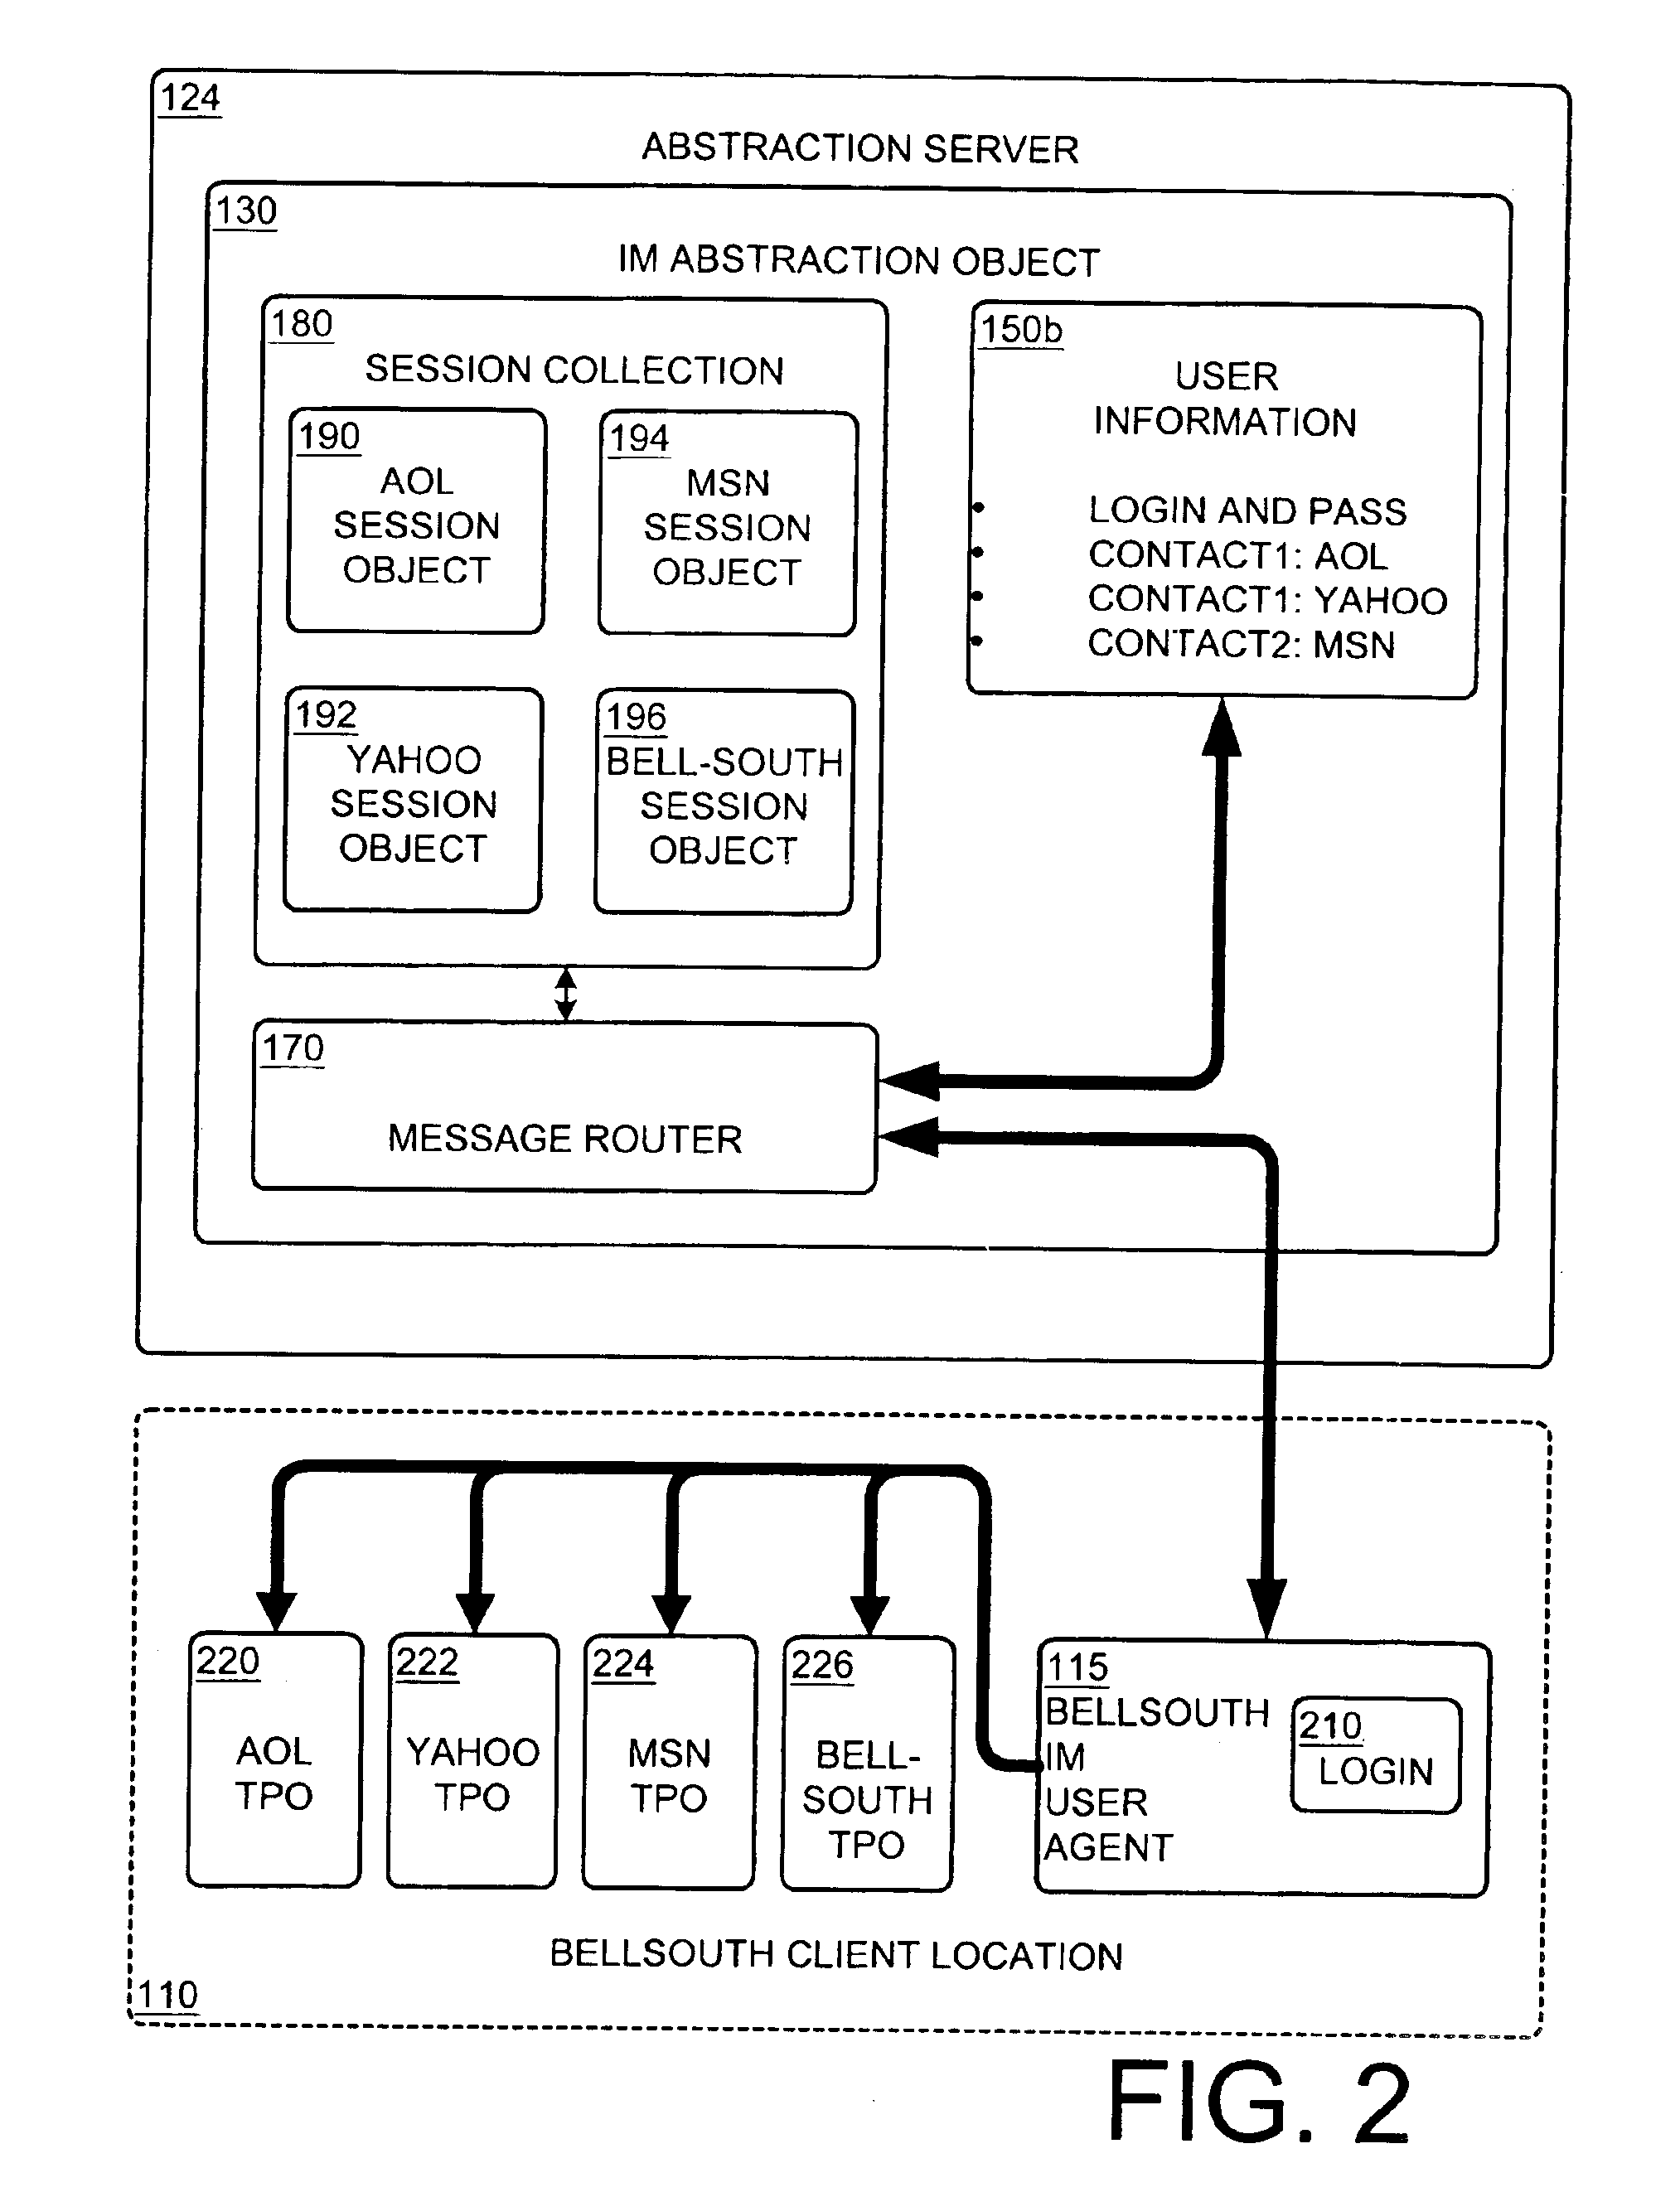 124
ABSTRACTION SERVER
130
IM ABSTRACTION OBJECT
180
SESSION COLLECTION
190
AOL
SESSION
OBJECT
194
MSN
SESSION
OBJECT
192
YAHOO
SESSION
OBJECT
196
BELL-SOUTH
SESSION
OBJECT
150b
USER
INFORMATION
• LOGIN AND PASS
• CONTACT1: AOL
• CONTACT1: YAHOO
• CONTACT2: MSN
170
MESSAGE ROUTER
220
AOL
TPO
222
YAHOO
TPO
224
MSN
TPO
226
BELL-
SOUTH
TPO
115
BELLSOUTH
IM
USER
AGENT
210
LOGIN
BELLSOUTH CLIENT LOCATION
110
FIG. 2